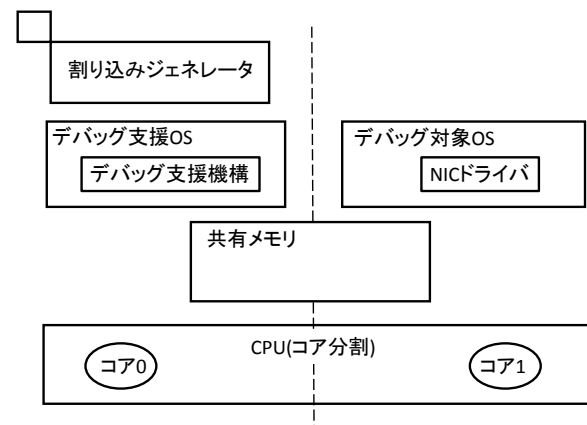 割り込みジェネレータ
デバッグ支援OS
デバッグ支援機構
デバッグ対象OS
NICドライバ
共有メモリ
CPU(コア分割)
コア0
コア1